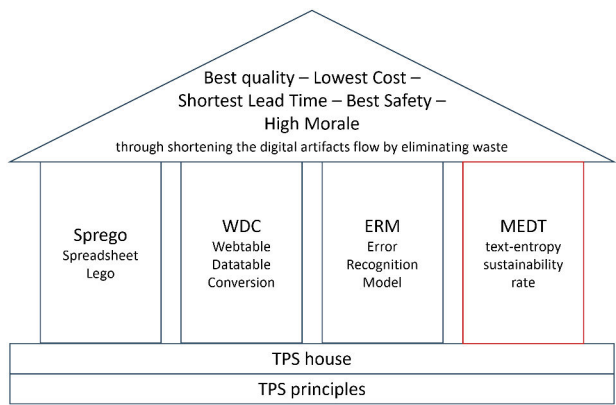 Best quality – Lowest Cost –
Shortest Lead Time – Best Safety –
High Morale
through shortening the digital artifacts flow by eliminating waste
Sprego
Spreadsheet
Lego
WDC
Webtable
Datatable
Conversion
ERM
Error
Recognition
Model
MEDT
text-entropy
sustainability
rate
TPS house
TPS principles